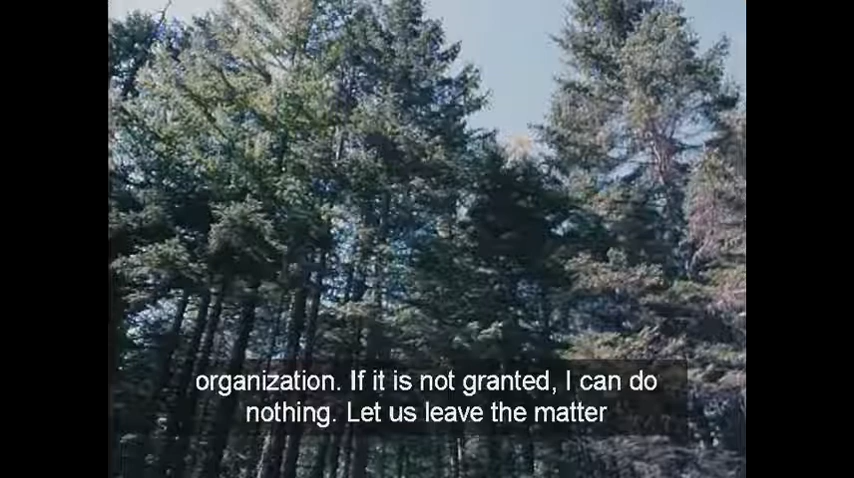 organization. If it is not granted, I can do
nothing. Let us leave the matter